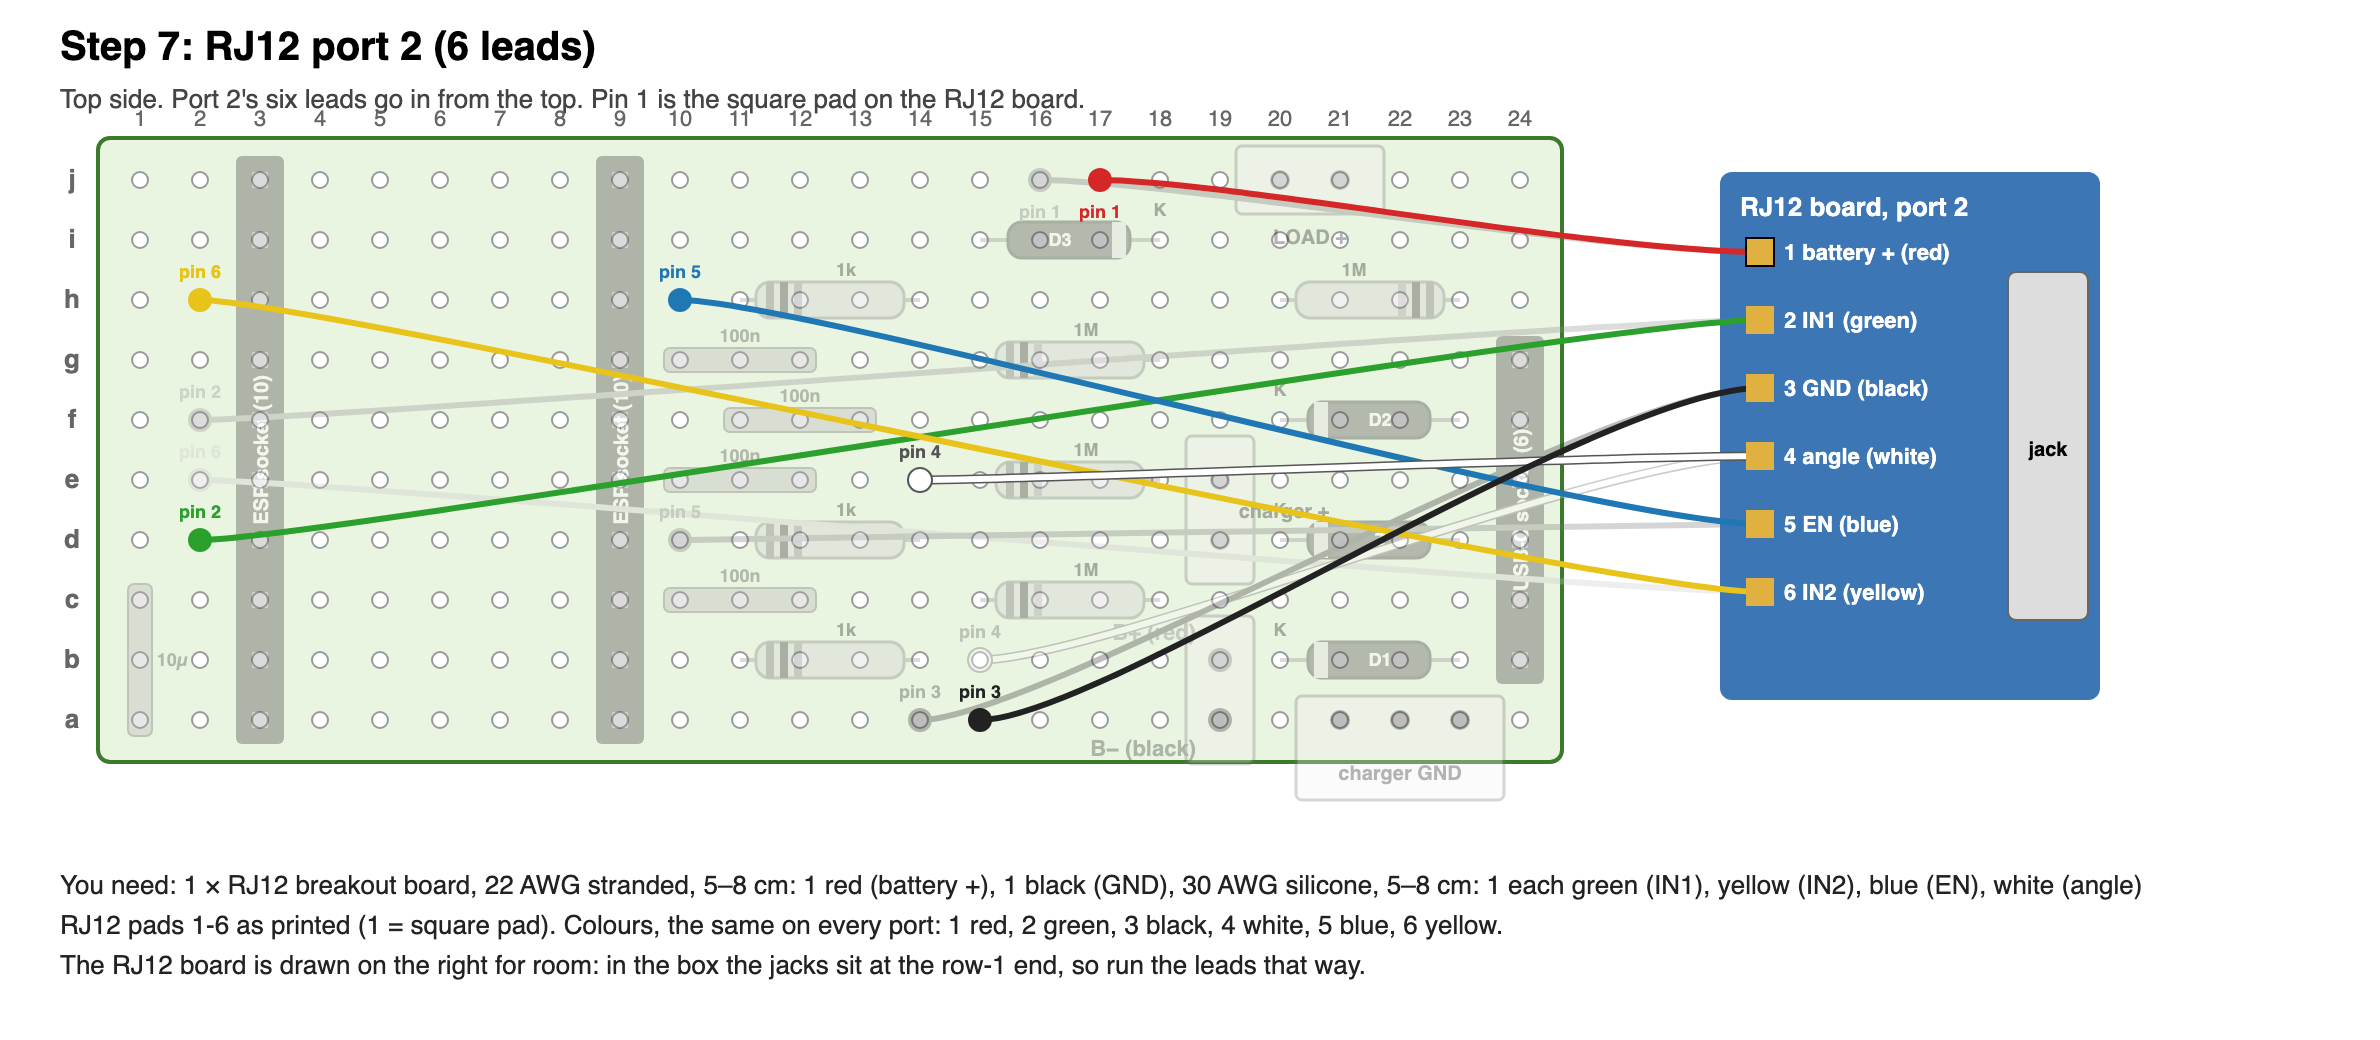 Step 7: RJ12 port 2 (6 leads)
Top side. Port 2's six leads go in from the top. Pin 1 is the square pad on the RJ12 board.
1 2 3 4 5 6 7 8 9 10 11 12 13 14 15 16 17 18 19 20 21 22 23 24
j
pin 1 pin 1 K
i D3 LOAD +
pin 6 pin 5 1k 1M
h
100n 1M
g
pin 2 100n K
f D2
pin 6 100n pin 4 1M
e
ESP socket (10) ESP socket (10)
pin 2 pin 5 1k charger +
d
100n 1M
c
1k pin 4 B+ (red) K
b 10µ D1
pin 3 pin 3
a
B– (black)
charger GND
RJ12 board, port 2
1 battery + (red)
2 IN1 (green)
3 GND (black)
4 angle (white)
5 EN (blue)
6 IN2 (yellow)
jack
You need: 1 × RJ12 breakout board, 22 AWG stranded, 5–8 cm: 1 red (battery +), 1 black (GND), 30 AWG silicone, 5–8 cm: 1 each green (IN1), yellow (IN2), blue (EN), white (angle)
RJ12 pads 1-6 as printed (1 = square pad). Colours, the same on every port: 1 red, 2 green, 3 black, 4 white, 5 blue, 6 yellow.
The RJ12 board is drawn on the right for room: in the box the jacks sit at the row-1 end, so run the leads that way.